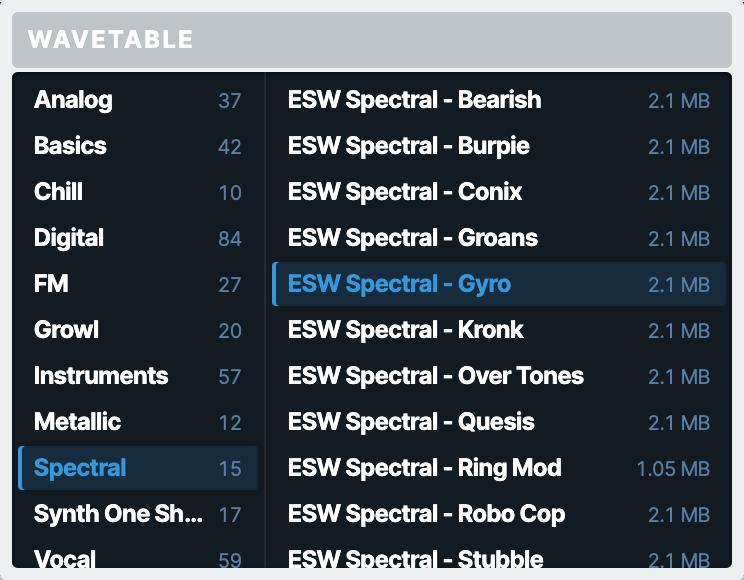 WAVETABLE
Analog 37
Basics 42
Chill 10
Digital 84
FM 27
Growl 20
Instruments 57
Metallic 12
Spectral 15
Synth One Sh... 17
Vocal 59
ESW Spectral - Bearish 2.1 MB
ESW Spectral - Burpie 2.1 MB
ESW Spectral - Conix 2.1 MB
ESW Spectral - Groans 2.1 MB
ESW Spectral - Gyro 2.1 MB
ESW Spectral - Kronk 2.1 MB
ESW Spectral - Over Tones 2.1 MB
ESW Spectral - Quesis 2.1 MB
ESW Spectral - Ring Mod 1.05 MB
ESW Spectral - Robo Cop 2.1 MB
ESW Spectral - Stubble 2.1 MB